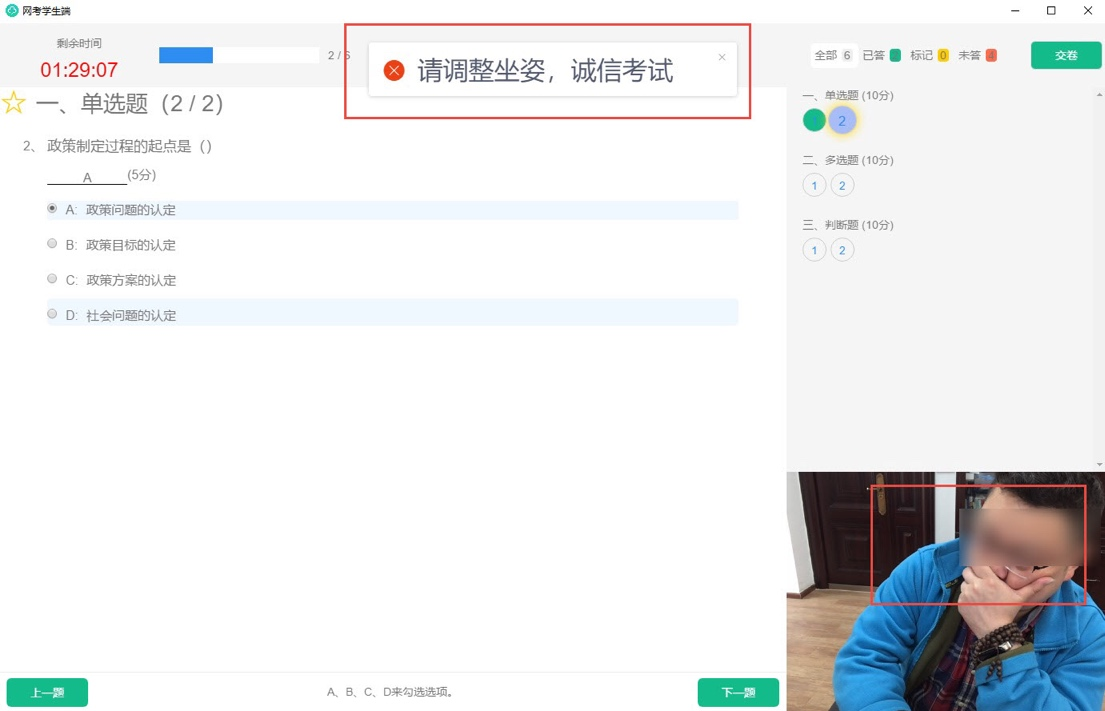 网考学生端
剩余时间
01:29:07
2 / 6
请调整坐姿，诚信考试
全部 6 已答 标记 0 未答 4
交卷
一、单选题（2 / 2）
2、 政策制定过程的起点是（）
A (5分)
A: 政策问题的认定
B: 政策目标的认定
C: 政策方案的认定
D: 社会问题的认定
一、单选题 (10分)
2
二、多选题 (10分)
1 2
三、判断题 (10分)
1 2
上一题
A、B、C、D来勾选选项。
下一题